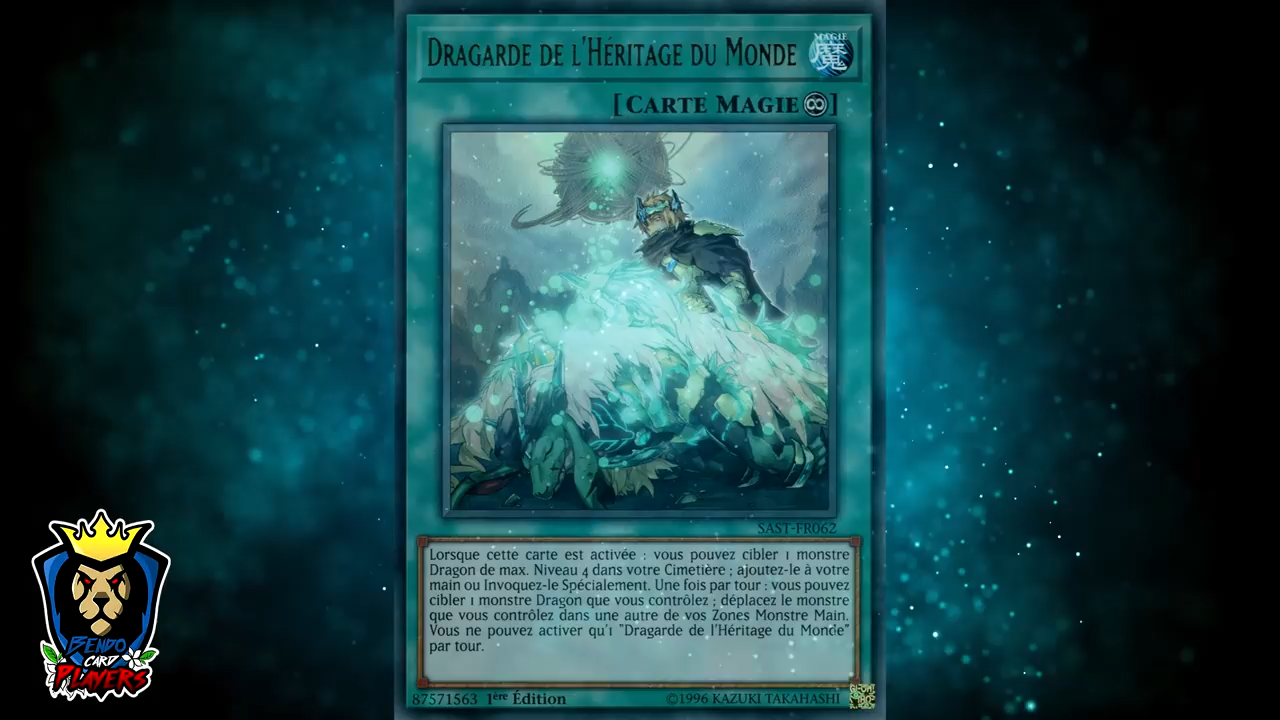 Dragarde de l'Héritage du Monde
MAGIE
魔
[Carte Magie]
SAST-FR062
Lorsque cette carte est activée : vous pouvez cibler 1 monstre
Dragon de max. Niveau 4 dans votre Cimetière ; ajoutez-le à votre
main ou Invoquez-le Spécialement. Une fois par tour : vous pouvez
cibler 1 monstre Dragon que vous contrôlez ; déplacez le monstre
que vous contrôlez dans une autre de vos Zones Monstre Main.
Vous ne pouvez activer qu'1 "Dragarde de l'Héritage du Monde"
par tour.
87571563 1ère Édition
©1996 KAZUKI TAKAHASHI
BENDO
CARD
PLAYERS